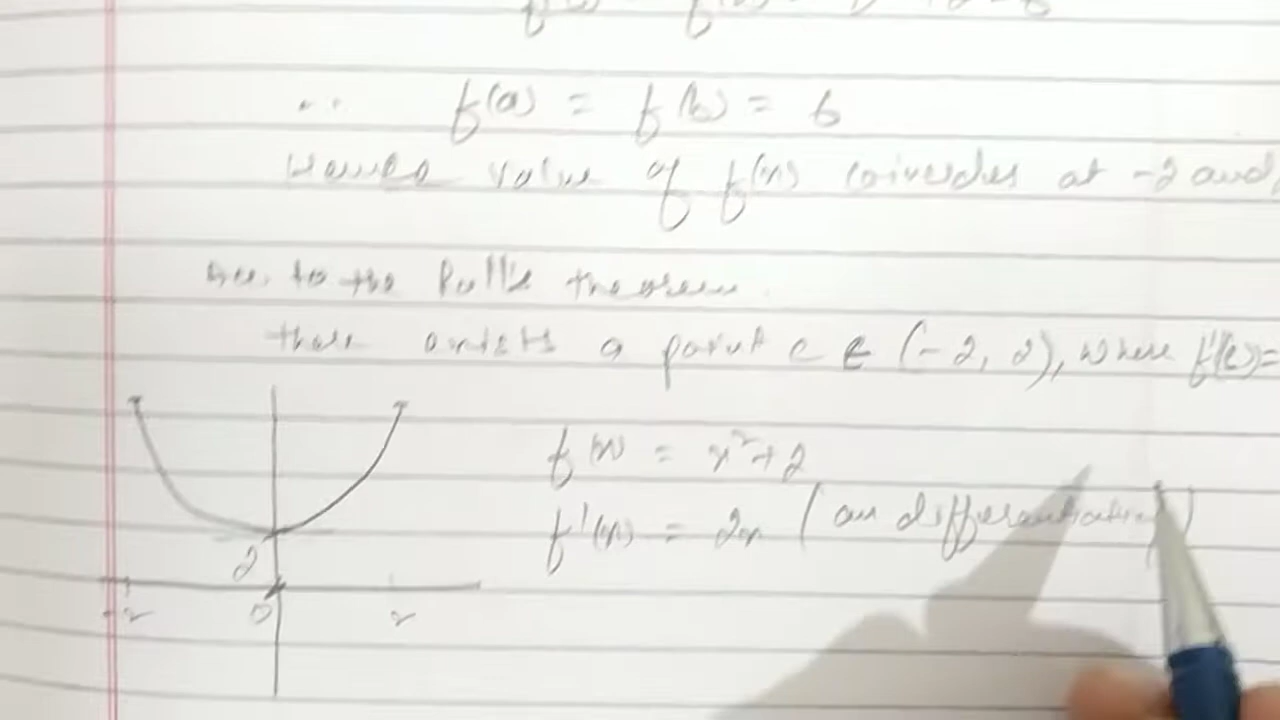 ∴ f(a) = f(b) = 6
Hence value of f(x) coincides at -2 and
to the Rolle's theorem
there exists a point c ∈ (-2, 2), where f'(c)=
f(x) = x²+2
f'(x) = 2x (on differentiation)
2
-2 0 2